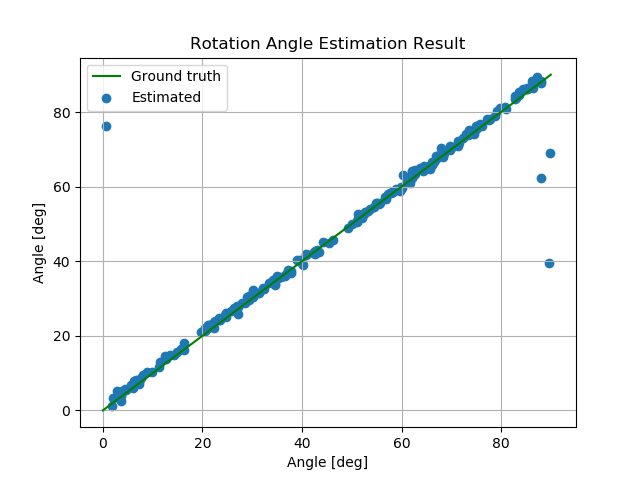 Rotation Angle Estimation Result
Ground truth
Estimated
80
60
40
20
0
Angle [deg]
0 20 40 60 80
Angle [deg]